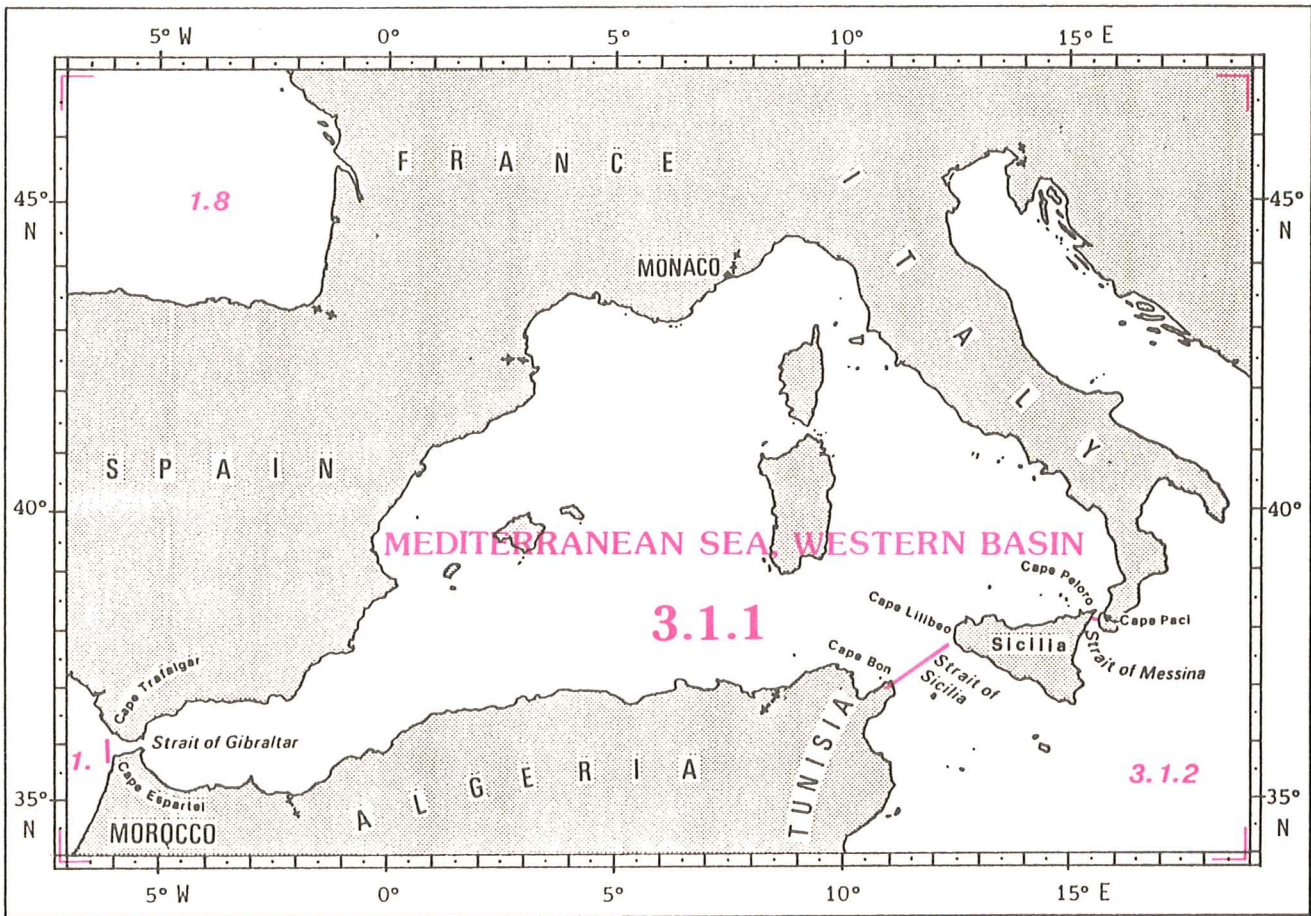 5° W 0° 5° 10° 15° E
45° N
45° N
1.8
FRANCE
ITALY
MONACO
SPAIN
40°
40°
MEDITERRANEAN SEA, WESTERN BASIN
3.1.1
Cape Peloro
Cape Lilibeo
Cape Paci
Sicilia
Strait of Messina
Cape Bon
Strait of Sicilia
Cape Trafalgar
Strait of Gibraltar
1.
Cape Espartel
ALGERIA
TUNISIA
3.1.2
35° N
35° N
MOROCCO
5° W 0° 5° 10° 15° E